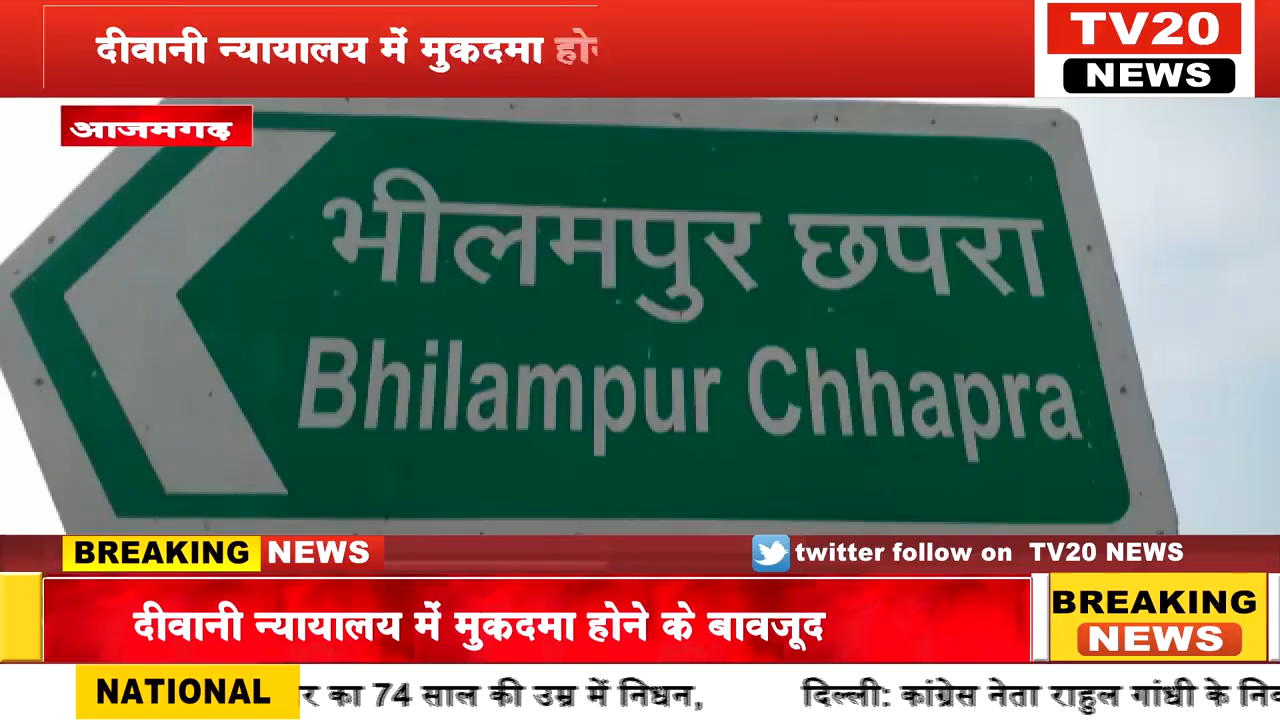 दीवानी न्यायालय में मुकदमा
TV20
NEWS
आजमगढ़
भीलमपुर छपरा
Bhilampur Chhapra
BREAKING NEWS
twitter follow on TV20 NEWS
दीवानी न्यायालय में मुकदमा होने के बावजूद
BREAKING
NEWS
NATIONAL
र का 74 साल की उम्र में निधन, दिल्ली: कांग्रेस नेता राहुल गांधी के